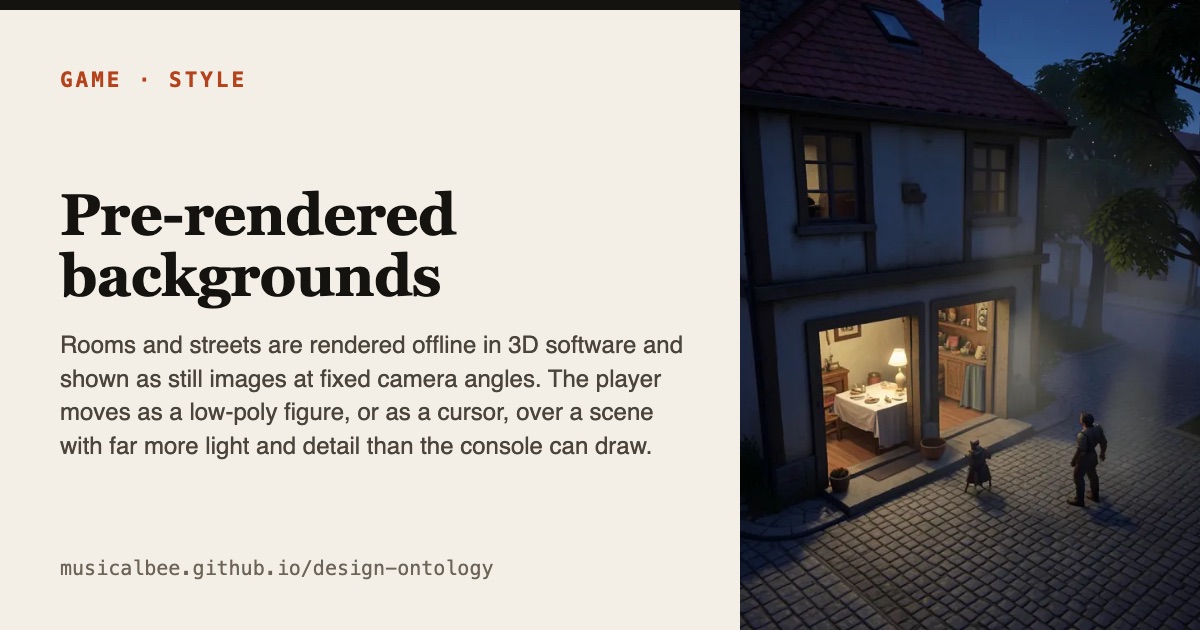 GAME · STYLE
Pre-rendered
backgrounds
Rooms and streets are rendered offline in 3D software and
shown as still images at fixed camera angles. The player
moves as a low-poly figure, or as a cursor, over a scene
with far more light and detail than the console can draw.
musicalbee.github.io/design-ontology